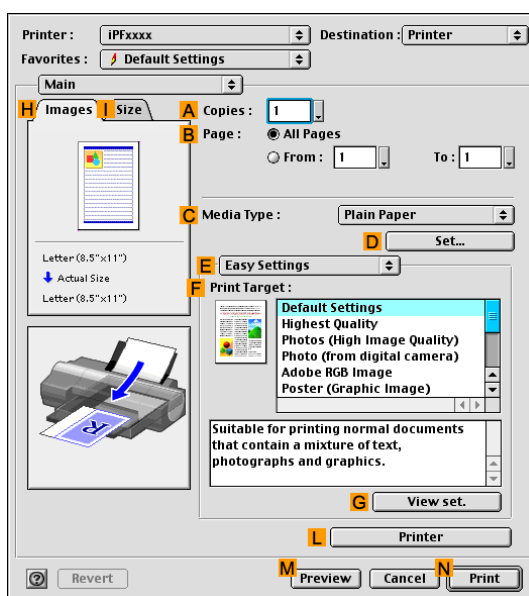 Printer : iPFxxxx Destination : Printer
Favorites : Default Settings
Main
H Images I Size
A Copies : 1
B Page : All Pages
From : 1 To : 1
C Media Type : Plain Paper
D Set...
Letter (8.5"x11")
Actual Size
Letter (8.5"x11")
E Easy Settings
F Print Target :
Default Settings
Highest Quality
Photos (High Image Quality)
Photo (from digital camera)
Adobe RGB Image
Poster (Graphic Image)
R
Suitable for printing normal documents
that contain a mixture of text,
photographs and graphics.
G View set.
L Printer
? Revert M Preview Cancel N Print